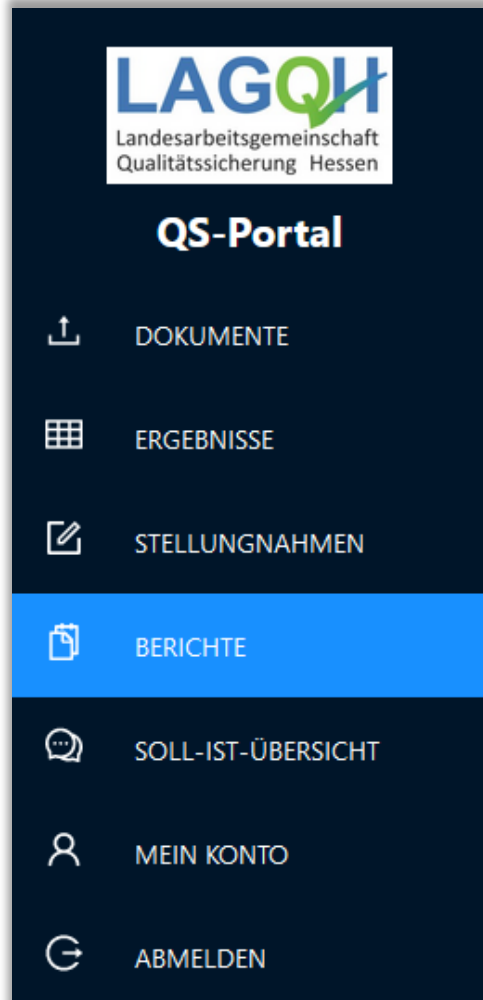 LAGQH
Landesarbeitsgemeinschaft
Qualitätssicherung Hessen
QS-Portal
DOKUMENTE
ERGEBNISSE
STELLUNGNAHMEN
BERICHTE
SOLL-IST-ÜBERSICHT
MEIN KONTO
ABMELDEN